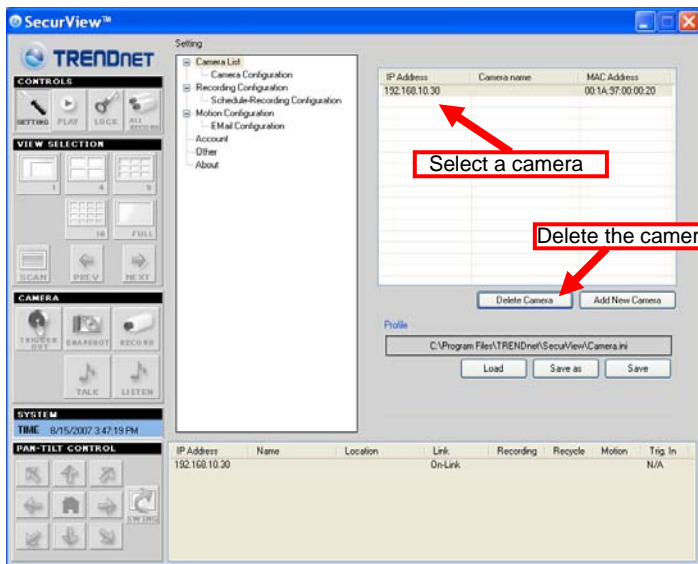 SecurView™
TRENDNET
CONTROLS
SETTING PLAY LOCK ALL RECORD
VIEW SELECTION
1 4 9
16 FULL
SCAN PREV NEXT
CAMERA
TRIGGER OUT SNAPSHOT RECORD
TALK LISTEN
SYSTEM
TIME 8/15/2007 3:47:19 PM
PAN-TILT CONTROL
SWING
Setting
Camera List
Camera Configuration
Recording Configuration
Schedule-Recording Configuration
Motion Configuration
EMail Configuration
Account
Other
About
IP Address Camera name MAC Address
192.168.10.30 00:1A:97:00:00:20
Select a camera
Delete the camer
Delete Camera Add New Camera
Profile
C:\Program Files\TRENDnet\SecurView\Camera.ini
Load Save as Save
IP Address Name Location Link Recording Recycle Motion Trig. In
192.168.10.30 On-Link N/A